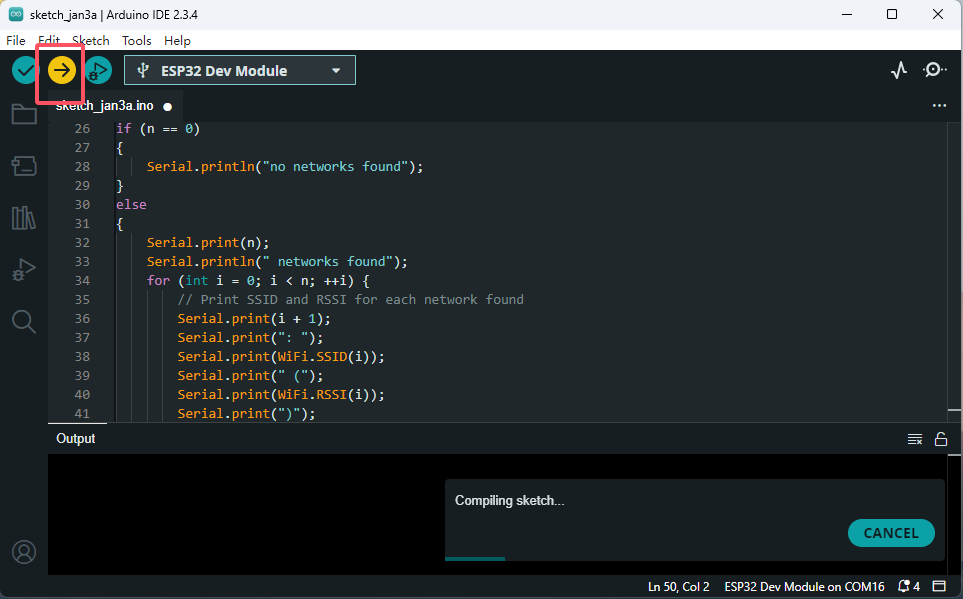 sketch_jan3a | Arduino IDE 2.3.4
File Edit Sketch Tools Help
ESP32 Dev Module
sketch_jan3a.ino
26 if (n == 0)
27 {
28 Serial.println("no networks found");
29 }
30 else
31 {
32 Serial.print(n);
33 Serial.println(" networks found");
34 for (int i = 0; i < n; ++i) {
35 // Print SSID and RSSI for each network found
36 Serial.print(i + 1);
37 Serial.print(": ");
38 Serial.print(WiFi.SSID(i));
39 Serial.print(" (");
40 Serial.print(WiFi.RSSI(i));
41 Serial.print(")");
Output
Compiling sketch...
CANCEL
Ln 50, Col 2 ESP32 Dev Module on COM16 4